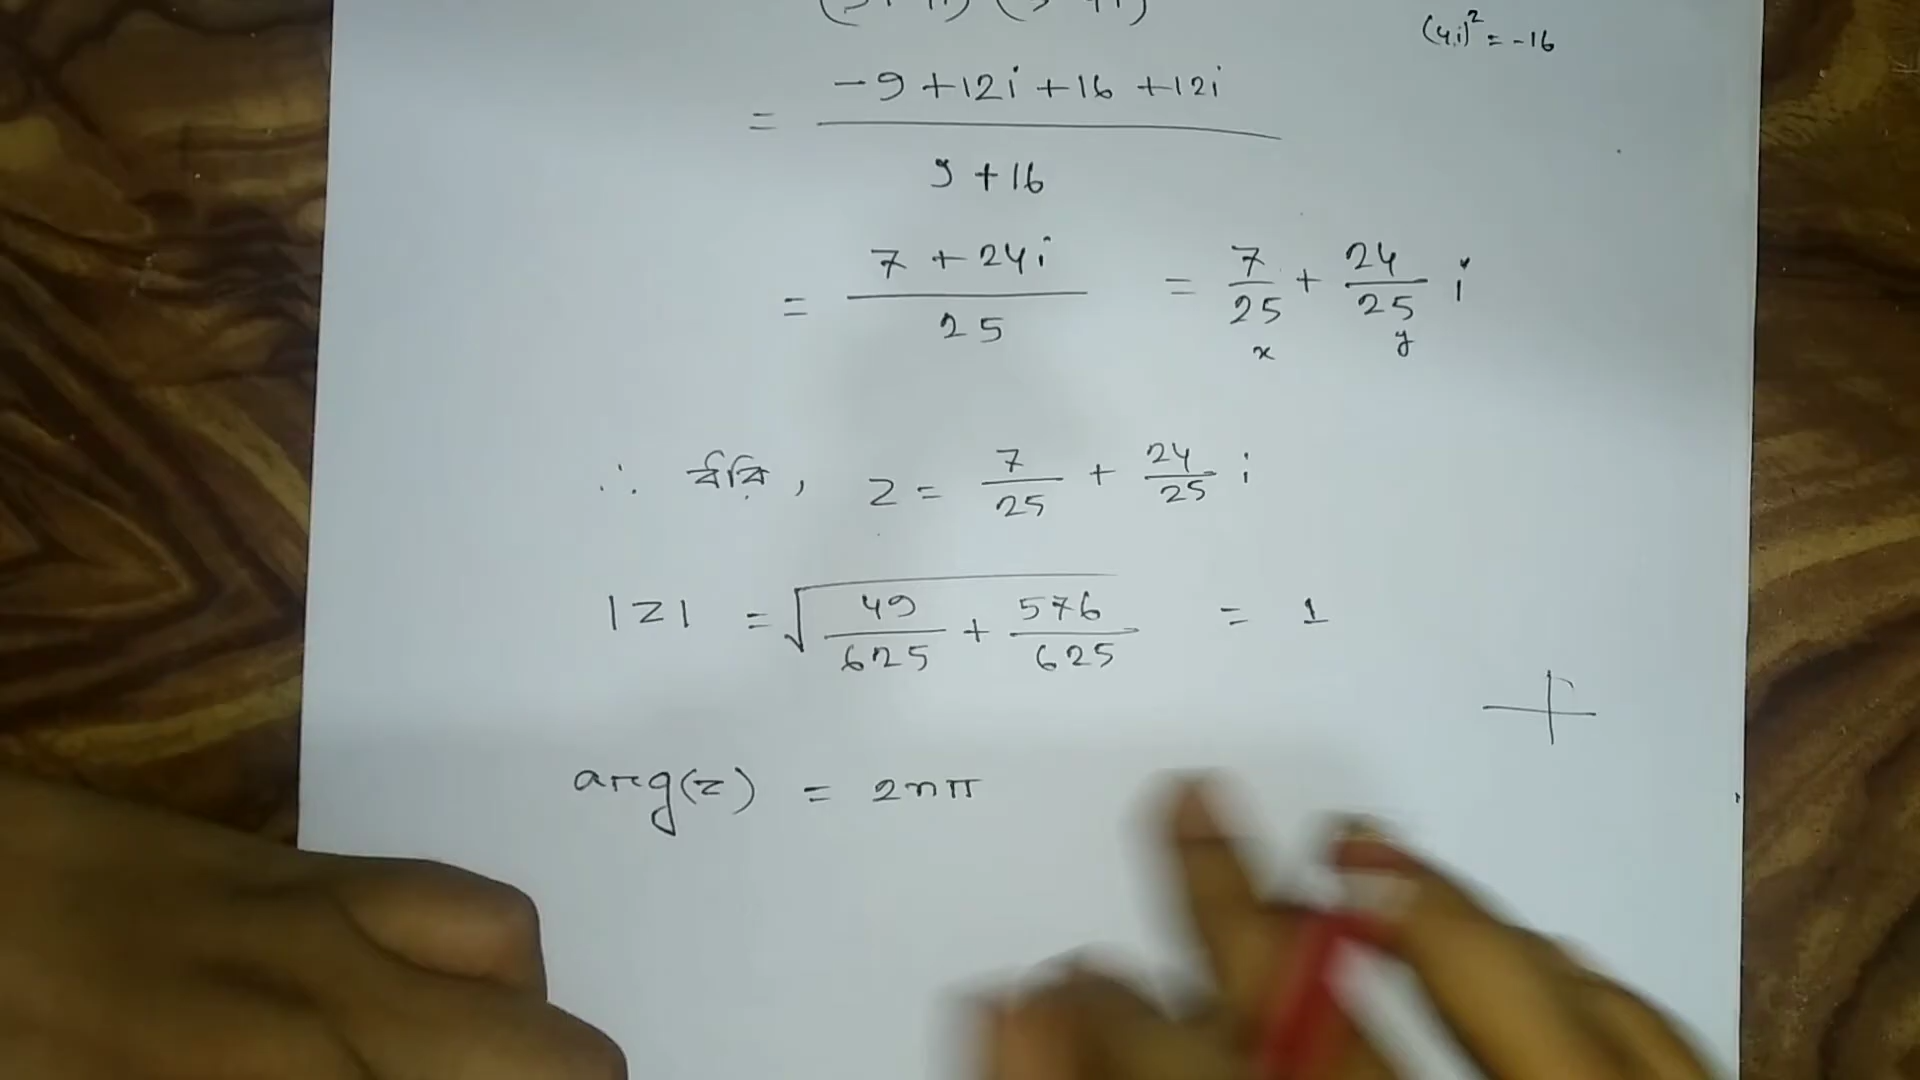 (4i)² = -16
-9 +12i +16 +12i
=
9 +16
7 + 24i
= = 7/25 + 24/25 i
25
x y
∴ ধরি, z = 7/25 + 24/25 i
|z| = √(49/625 + 576/625) = 1
arg(z) = 2nπ